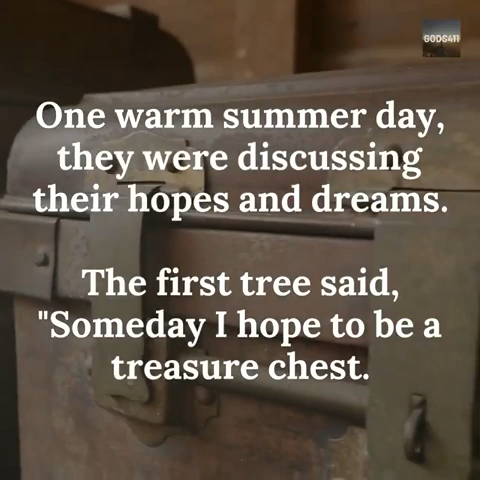 GODS411
One warm summer day,
they were discussing
their hopes and dreams.
The first tree said,
"Someday I hope to be a
treasure chest.